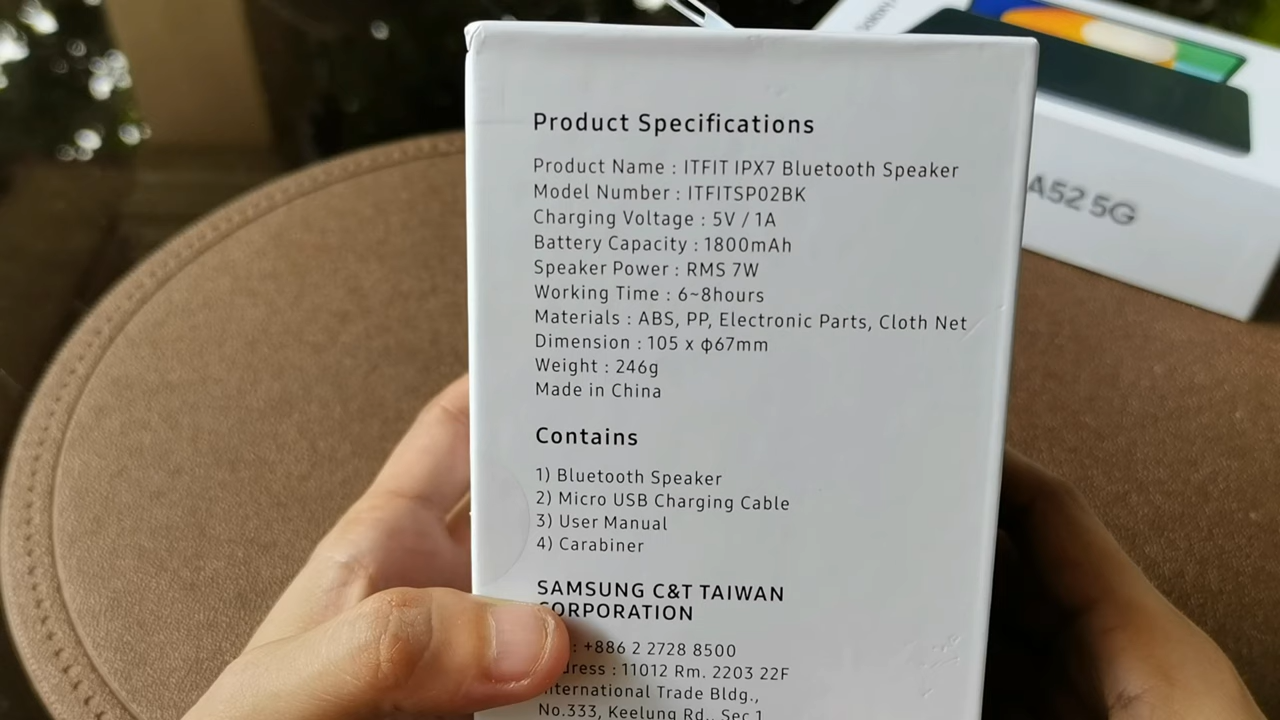 Product Specifications
Product Name : ITFIT IPX7 Bluetooth Speaker
Model Number : ITFITSP02BK
Charging Voltage : 5V / 1A
Battery Capacity : 1800mAh
Speaker Power : RMS 7W
Working Time : 6~8hours
Materials : ABS, PP, Electronic Parts, Cloth Net
Dimension : 105 x φ67mm
Weight : 246g
Made in China
Contains
1) Bluetooth Speaker
2) Micro USB Charging Cable
3) User Manual
4) Carabiner
SAMSUNG C&T TAIWAN
CORPORATION
: +886 2 2728 8500
dress : 11012 Rm. 2203 22F
International Trade Bldg.,
No.333, Keelung Rd., Sec 1
A52 5G